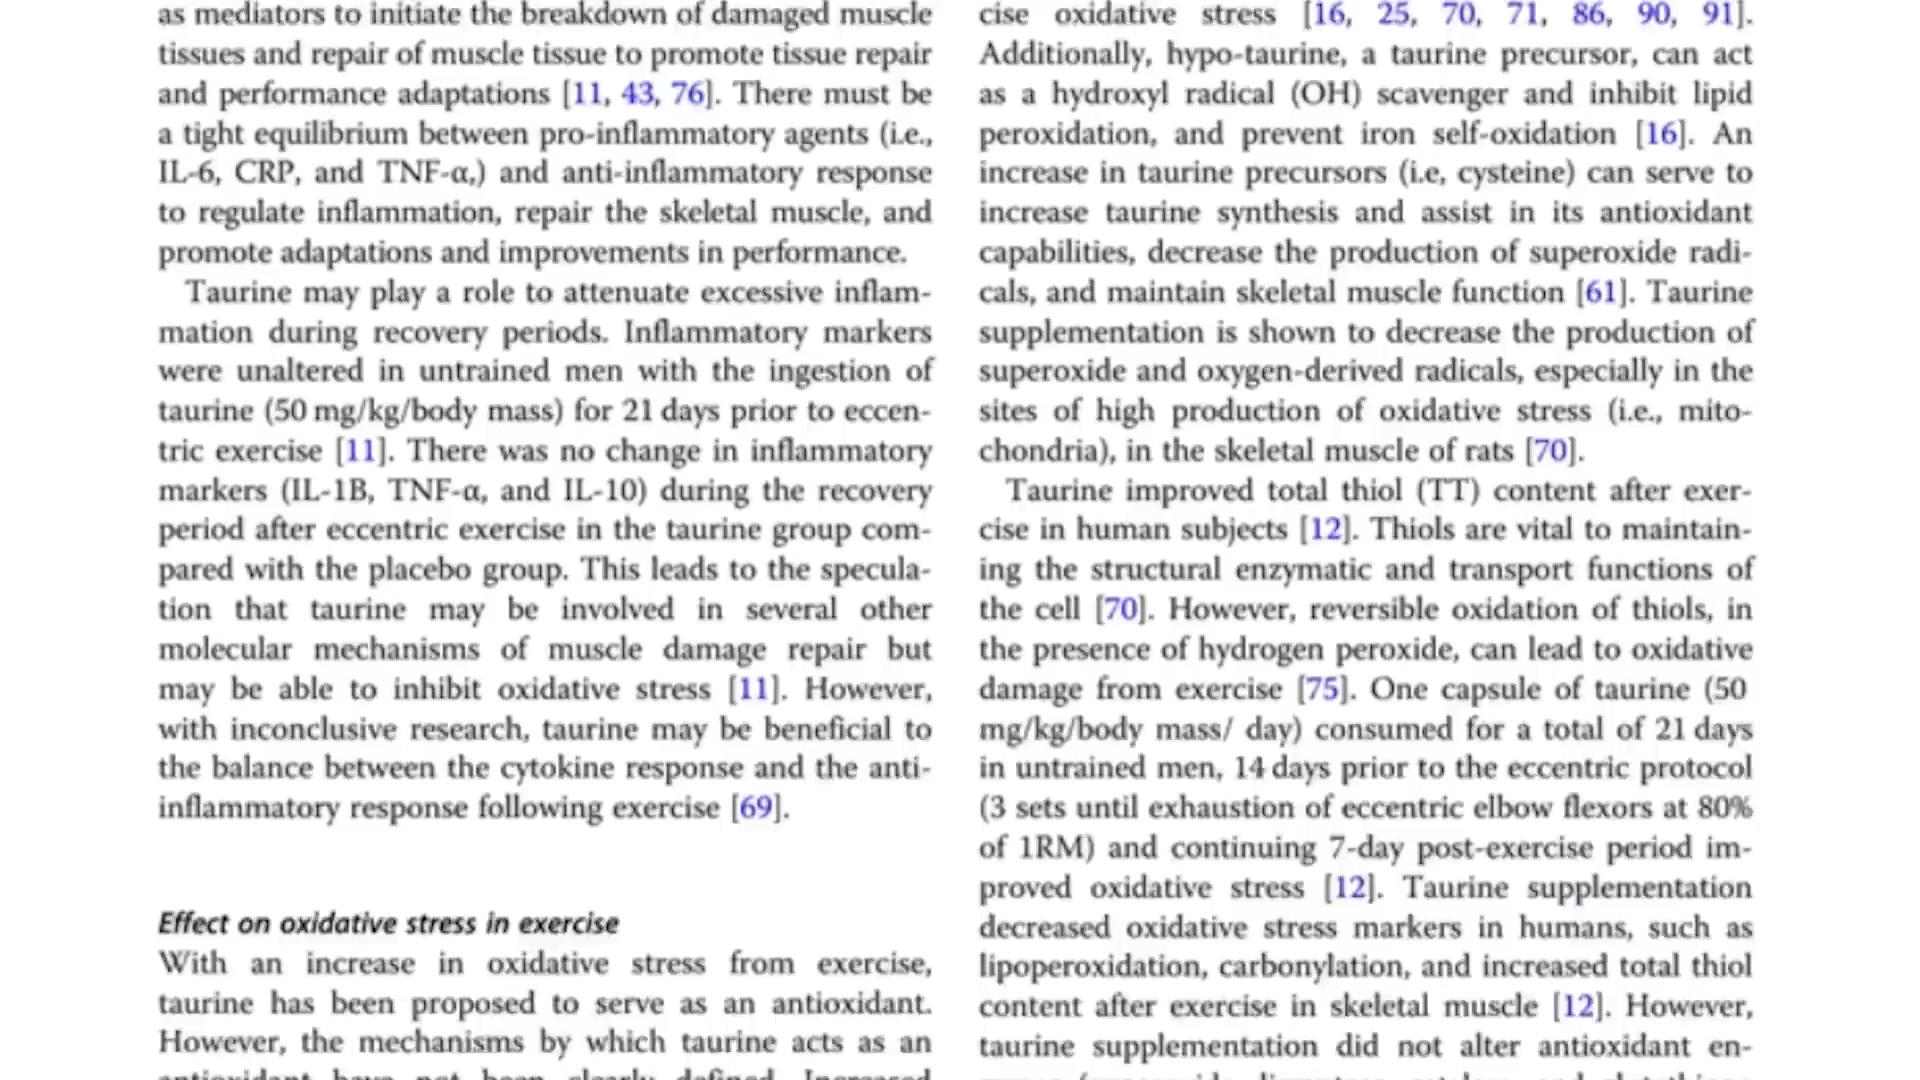 as mediators to initiate the breakdown of damaged muscle
tissues and repair of muscle tissue to promote tissue repair
and performance adaptations [11, 43, 76]. There must be
a tight equilibrium between pro-inflammatory agents (i.e.,
IL-6, CRP, and TNF-α,) and anti-inflammatory response
to regulate inflammation, repair the skeletal muscle, and
promote adaptations and improvements in performance.
Taurine may play a role to attenuate excessive inflam-
mation during recovery periods. Inflammatory markers
were unaltered in untrained men with the ingestion of
taurine (50 mg/kg/body mass) for 21 days prior to eccen-
tric exercise [11]. There was no change in inflammatory
markers (IL-1B, TNF-α, and IL-10) during the recovery
period after eccentric exercise in the taurine group com-
pared with the placebo group. This leads to the specula-
tion that taurine may be involved in several other
molecular mechanisms of muscle damage repair but
may be able to inhibit oxidative stress [11]. However,
with inconclusive research, taurine may be beneficial to
the balance between the cytokine response and the anti-
inflammatory response following exercise [69].
Effect on oxidative stress in exercise
With an increase in oxidative stress from exercise,
taurine has been proposed to serve as an antioxidant.
However, the mechanisms by which taurine acts as an
antioxidant have not been clearly defined. Increased
cise oxidative stress [16, 25, 70, 71, 86, 90, 91].
Additionally, hypo-taurine, a taurine precursor, can act
as a hydroxyl radical (OH) scavenger and inhibit lipid
peroxidation, and prevent iron self-oxidation [16]. An
increase in taurine precursors (i.e, cysteine) can serve to
increase taurine synthesis and assist in its antioxidant
capabilities, decrease the production of superoxide radi-
cals, and maintain skeletal muscle function [61]. Taurine
supplementation is shown to decrease the production of
superoxide and oxygen-derived radicals, especially in the
sites of high production of oxidative stress (i.e., mito-
chondria), in the skeletal muscle of rats [70].
Taurine improved total thiol (TT) content after exer-
cise in human subjects [12]. Thiols are vital to maintain-
ing the structural enzymatic and transport functions of
the cell [70]. However, reversible oxidation of thiols, in
the presence of hydrogen peroxide, can lead to oxidative
damage from exercise [75]. One capsule of taurine (50
mg/kg/body mass/ day) consumed for a total of 21 days
in untrained men, 14 days prior to the eccentric protocol
(3 sets until exhaustion of eccentric elbow flexors at 80%
of 1RM) and continuing 7-day post-exercise period im-
proved oxidative stress [12]. Taurine supplementation
decreased oxidative stress markers in humans, such as
lipoperoxidation, carbonylation, and increased total thiol
content after exercise in skeletal muscle [12]. However,
taurine supplementation did not alter antioxidant en-